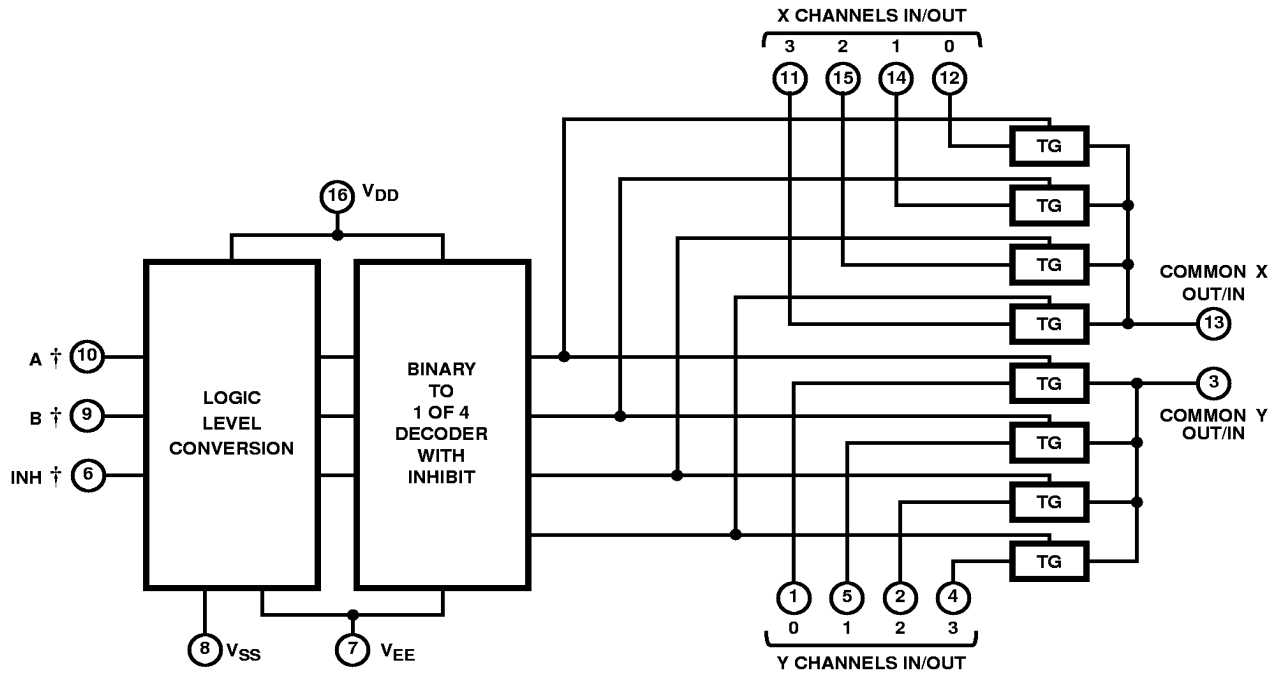 X CHANNELS IN/OUT
3 2 1 0
11 15 14 12
TG
16 VDD
TG
TG
COMMON X
OUT/IN
TG
13
A † 10
BINARY
TO
1 OF 4
DECODER
WITH
INHIBIT
LOGIC
LEVEL
CONVERSION
TG
3
B † 9
COMMON Y
OUT/IN
TG
INH † 6
TG
TG
1 5 2 4
0 1 2 3
8 VSS
7 VEE
Y CHANNELS IN/OUT